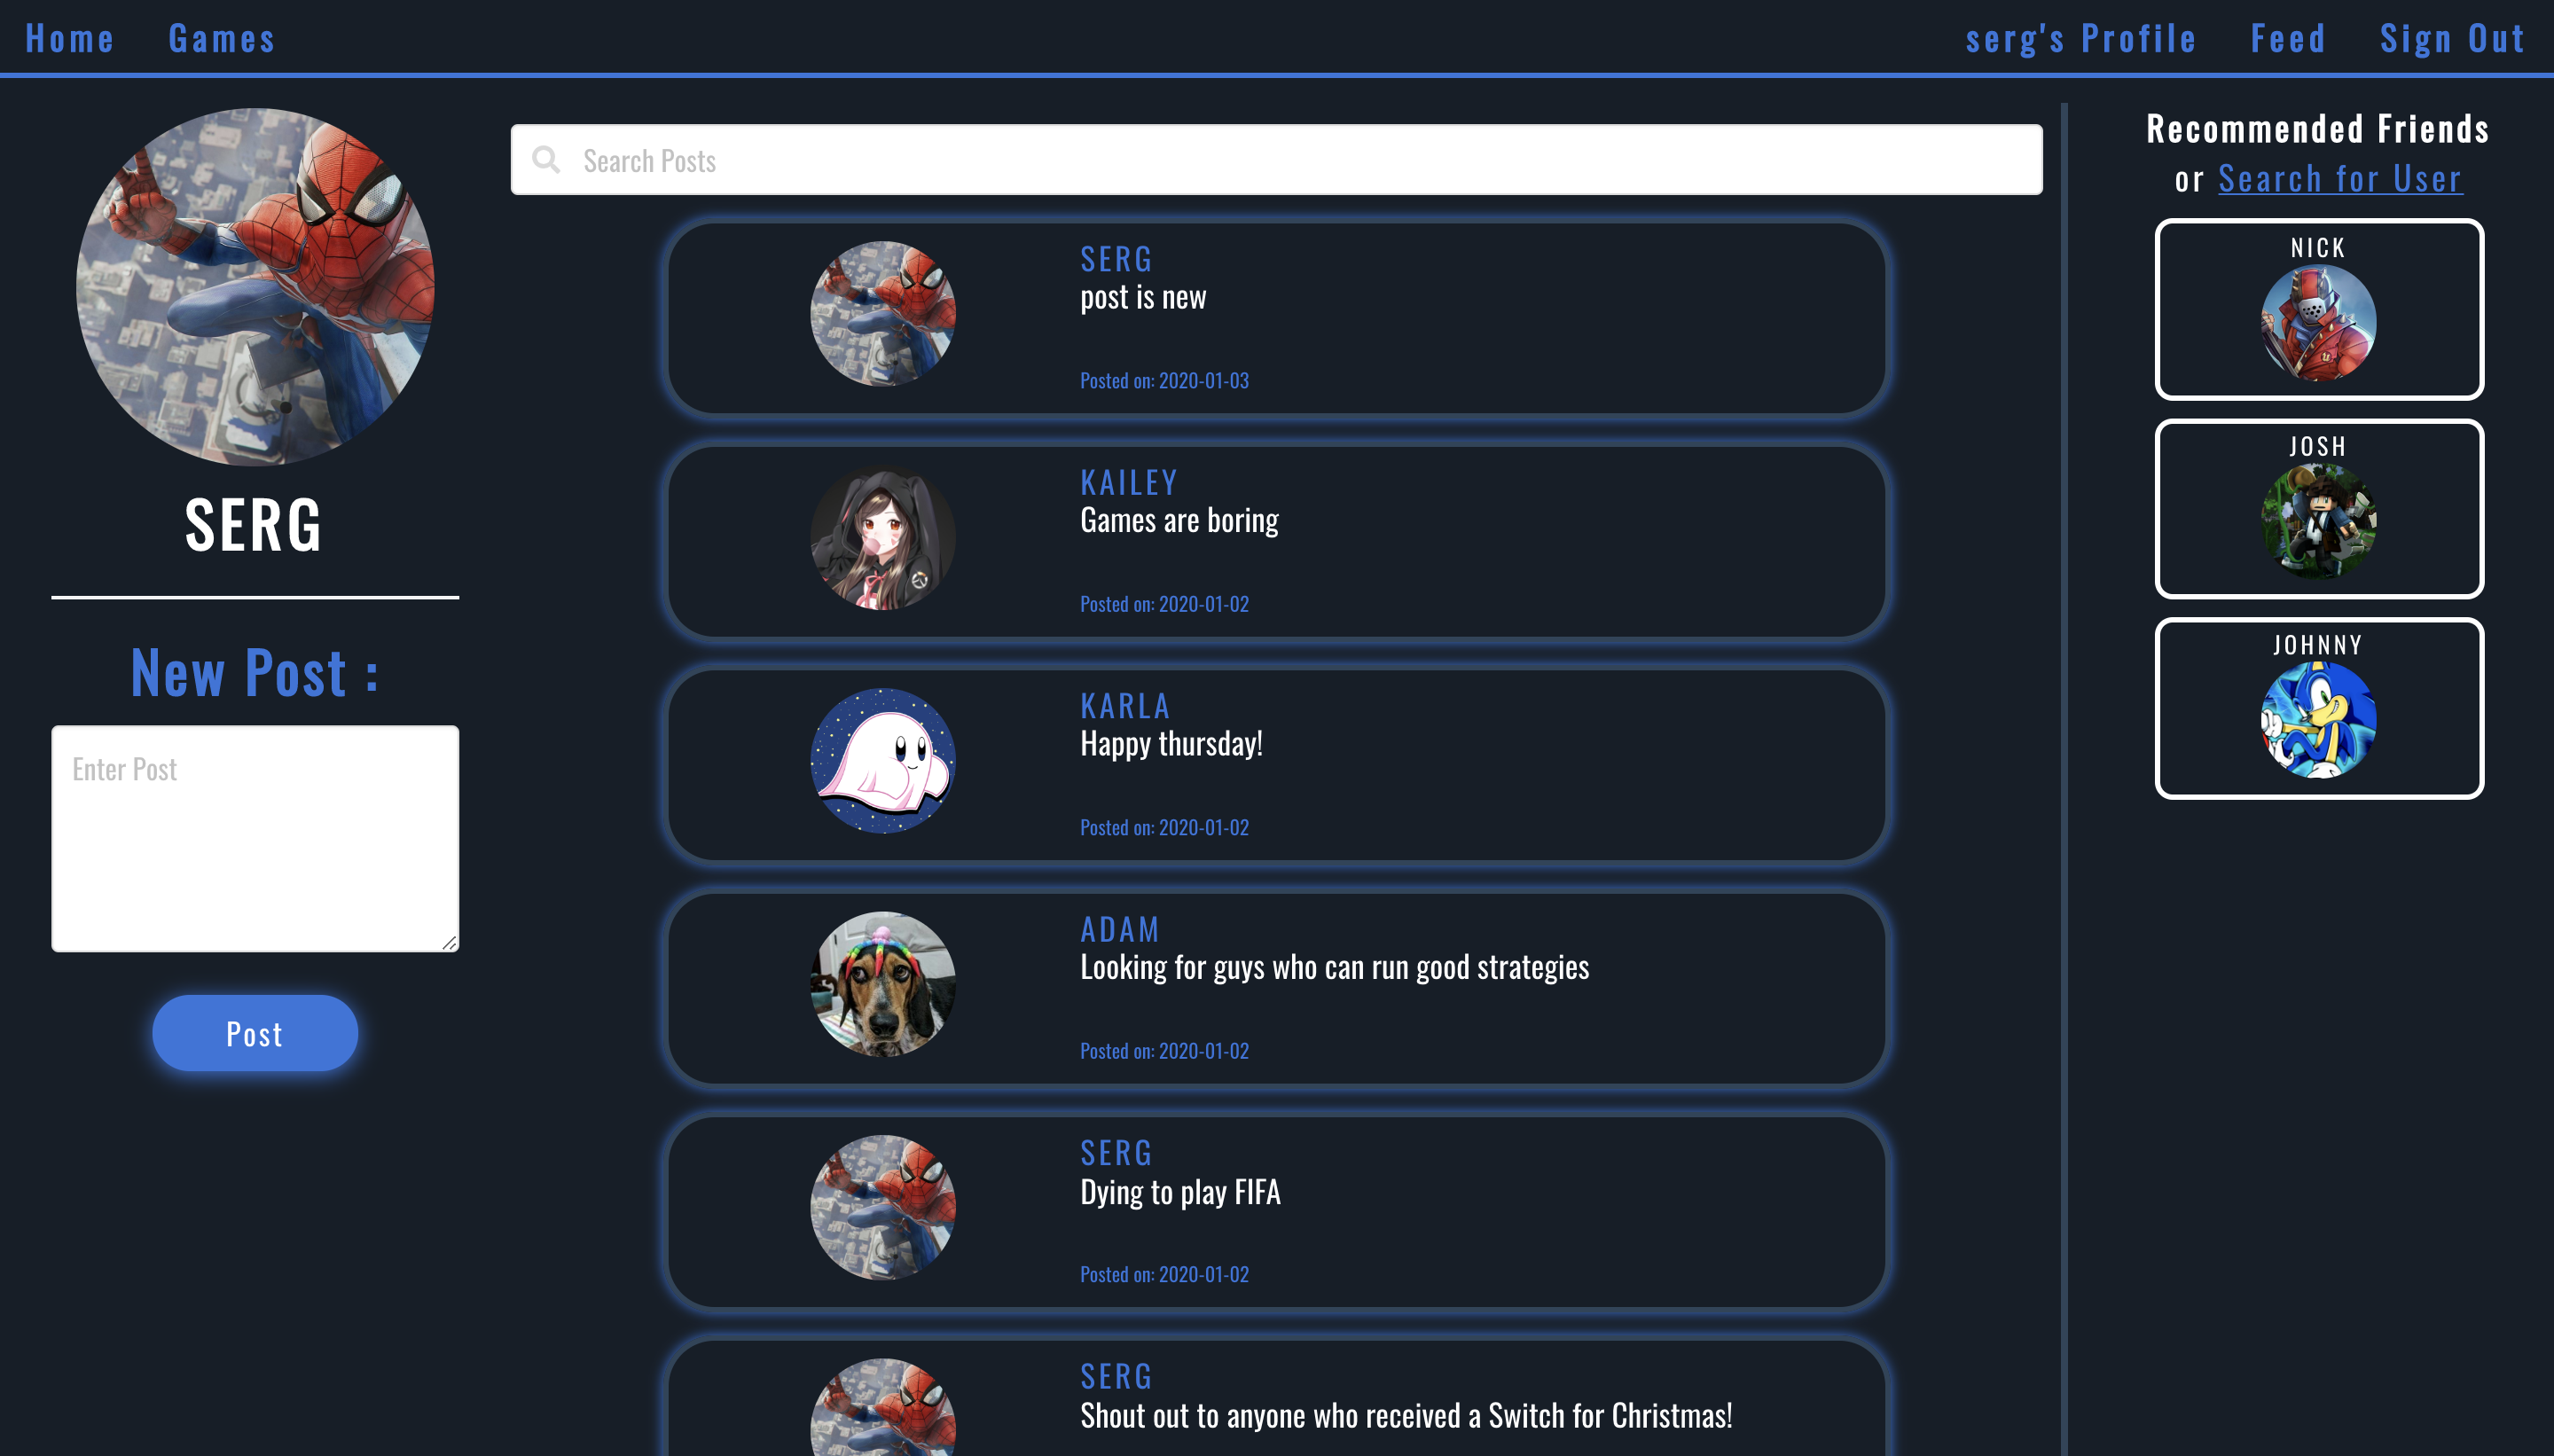 Home Games serg's Profile Feed Sign Out
SERG
New Post :
Enter Post
Post
Search Posts
SERG
post is new
Posted on: 2020-01-03
KAILEY
Games are boring
Posted on: 2020-01-02
KARLA
Happy thursday!
Posted on: 2020-01-02
ADAM
Looking for guys who can run good strategies
Posted on: 2020-01-02
SERG
Dying to play FIFA
Posted on: 2020-01-02
SERG
Shout out to anyone who received a Switch for Christmas!
Recommended Friends
or Search for User
NICK
JOSH
JOHNNY